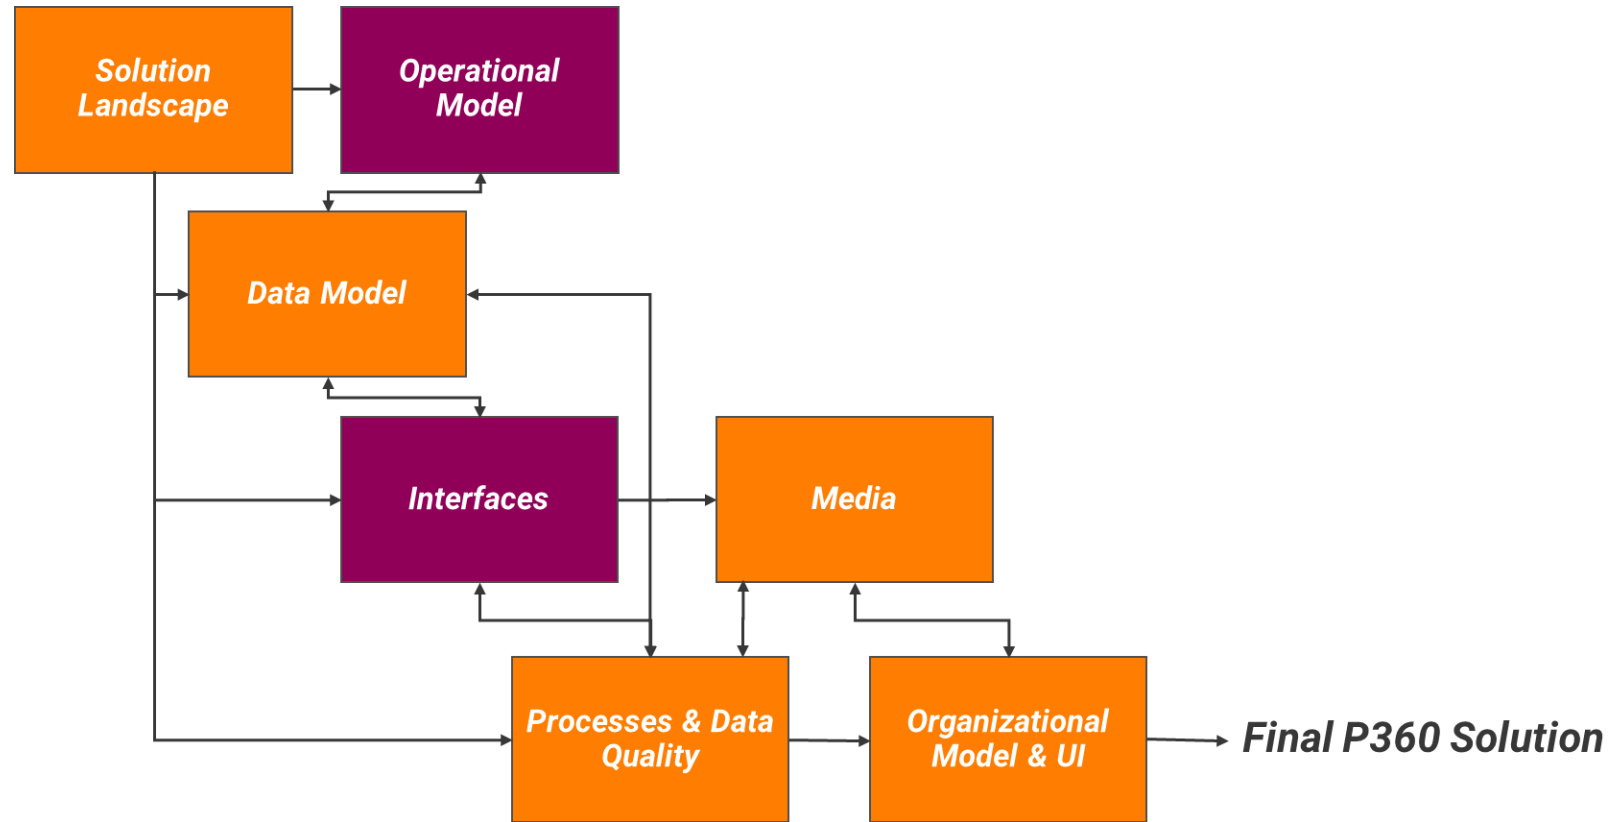 Solution
Landscape
Operational
Model
Data Model
Interfaces
Media
Processes & Data
Quality
Organizational
Model & UI
Final P360 Solution